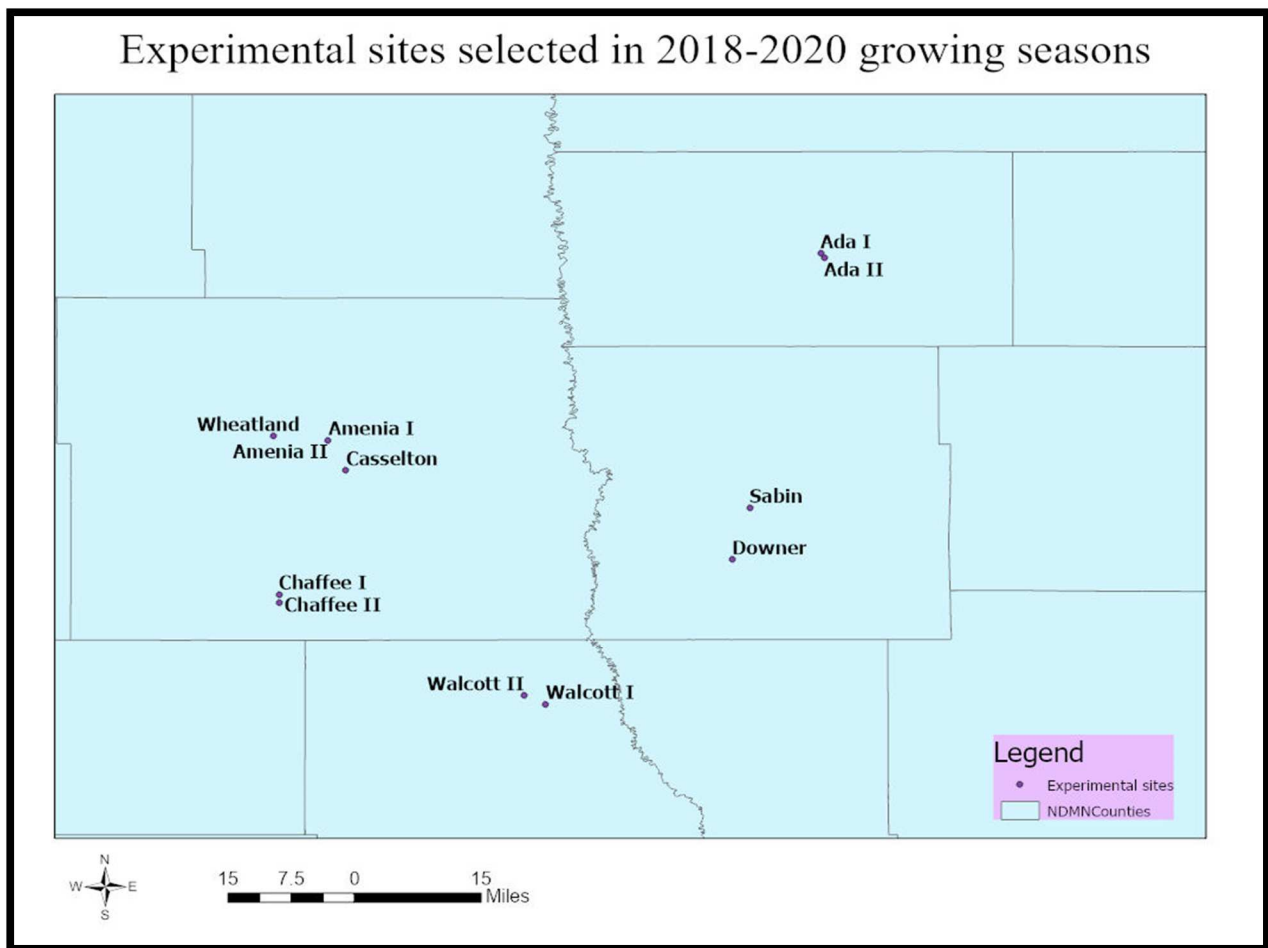 Experimental sites selected in 2018-2020 growing seasons
Ada I
Ada II
Wheatland
Amenia I
Amenia II
Casselton
Sabin
Downer
Chaffee I
Chaffee II
Walcott II
Walcott I
Legend
Experimental sites
NDMNCounties
N
W E
S
15 7.5 0 15
Miles